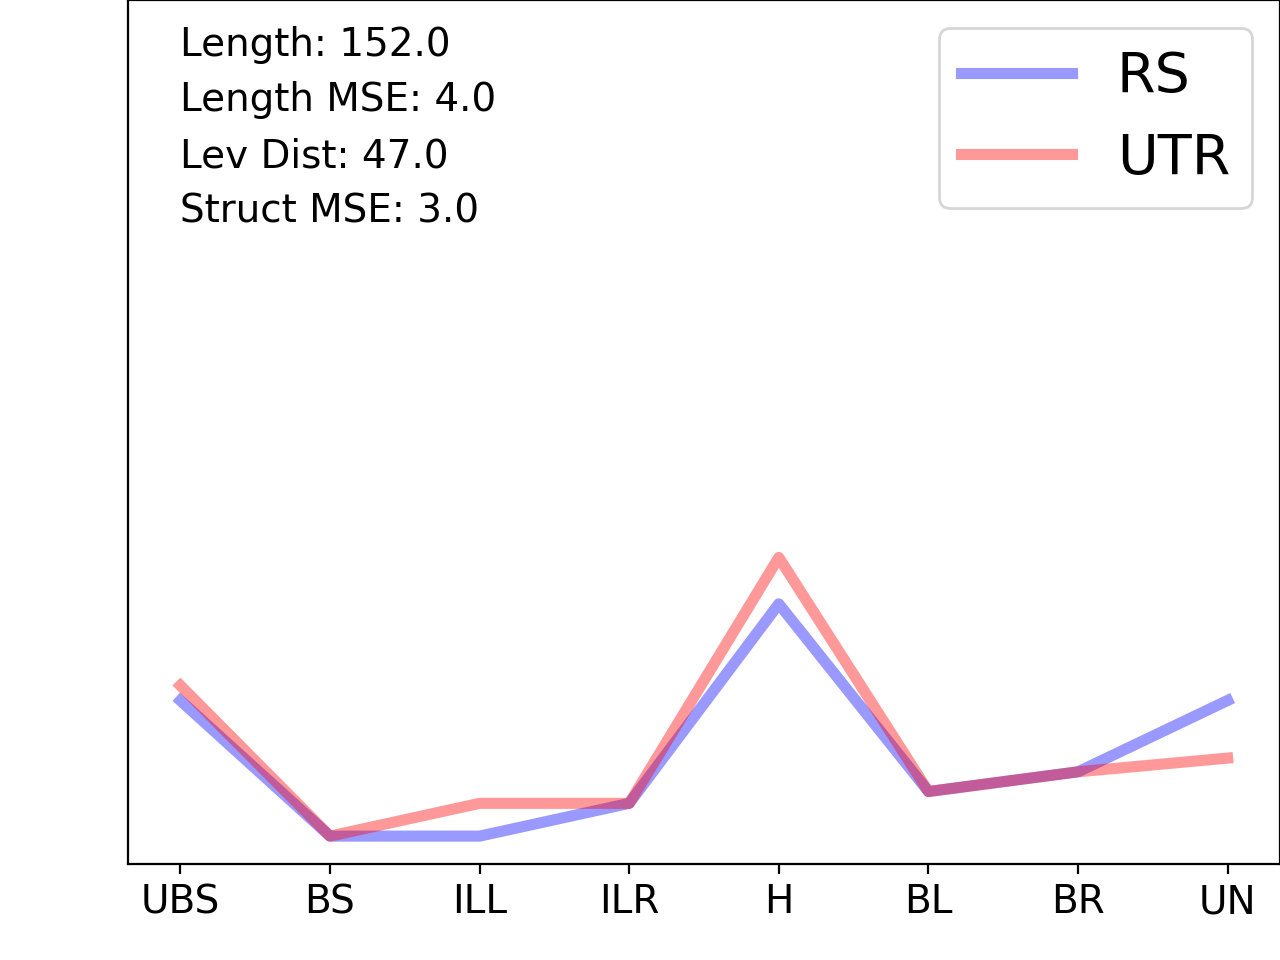 Length: 152.0
Length MSE: 4.0
Lev Dist: 47.0
Struct MSE: 3.0
RS
UTR
UBS BS ILL ILR H BL BR UN